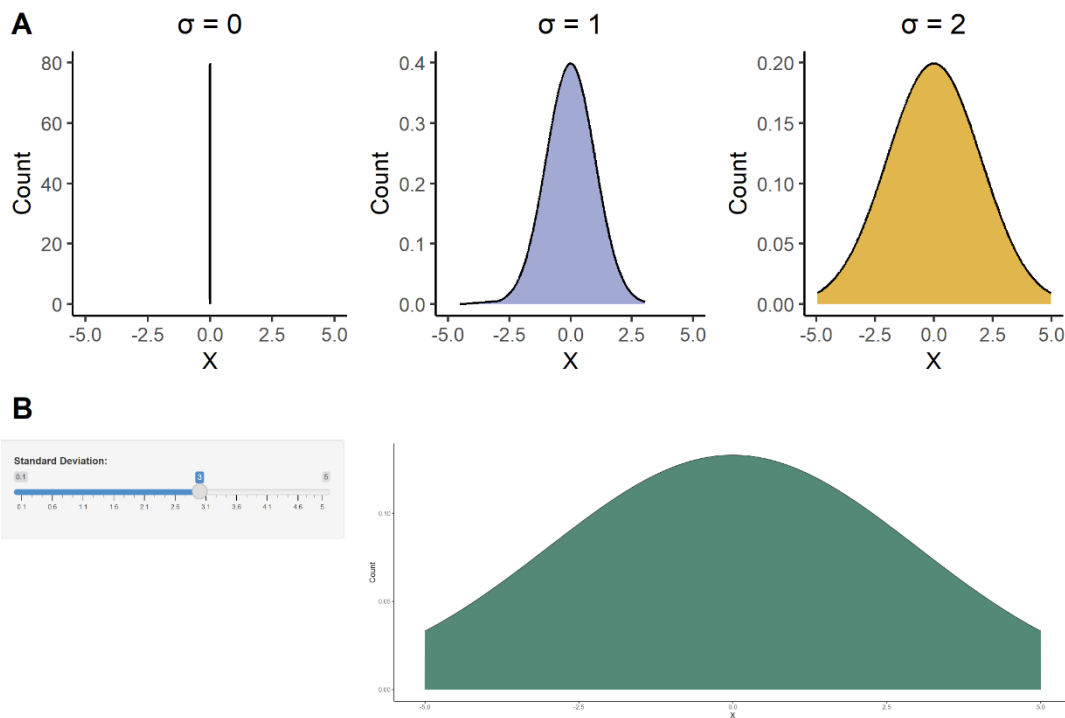 A
σ = 0
σ = 1
σ = 2
80
60
40
20
0
Count
-5.0 -2.5 0.0 2.5 5.0
X
0.4
0.3
0.2
0.1
0.0
Count
-5.0 -2.5 0.0 2.5 5.0
X
0.20
0.15
0.10
0.05
0.00
Count
-5.0 -2.5 0.0 2.5 5.0
X
B
Standard Deviation:
0.1 3 5
0.1 0.6 1.1 1.6 2.1 2.6 3.1 3.6 4.1 4.6 5
0.10
0.05
0.00
Count
-5.0 -2.5 0.0 2.5 5.0
X